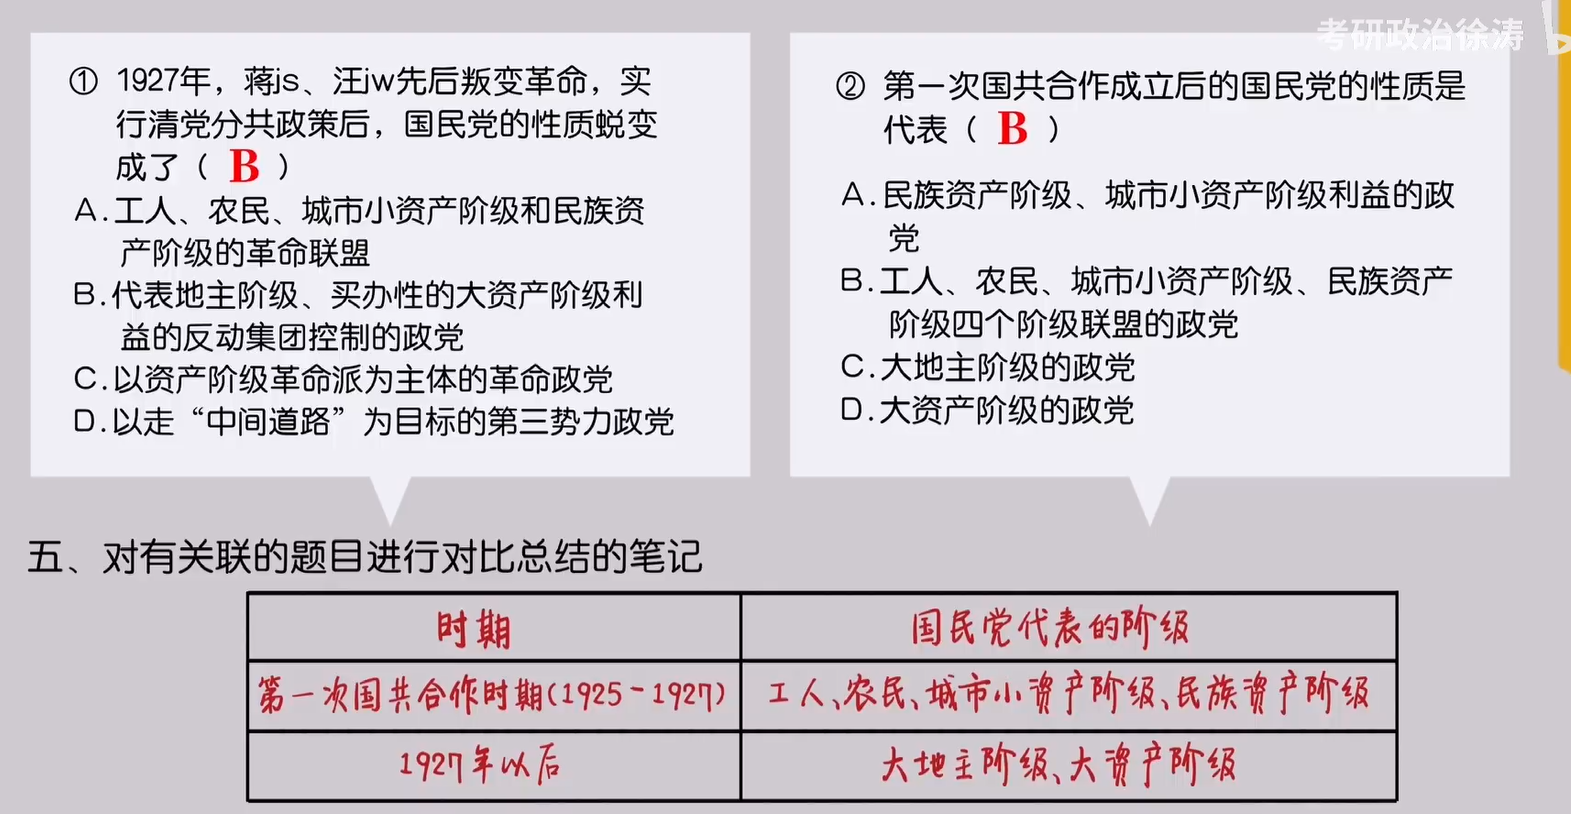 考研政治徐涛
① 1927年，蒋js、汪jw先后叛变革命，实
行清党分共政策后，国民党的性质蜕变
成了（ B ）
A.工人、农民、城市小资产阶级和民族资
产阶级的革命联盟
B.代表地主阶级、买办性的大资产阶级利
益的反动集团控制的政党
C.以资产阶级革命派为主体的革命政党
D.以走“中间道路”为目标的第三势力政党
② 第一次国共合作成立后的国民党的性质是
代表（ B ）
A.民族资产阶级、城市小资产阶级利益的政
党
B.工人、农民、城市小资产阶级、民族资产
阶级四个阶级联盟的政党
C.大地主阶级的政党
D.大资产阶级的政党
五、对有关联的题目进行对比总结的笔记
时期 国民党代表的阶级
第一次国共合作时期(1925-1927) 工人、农民、城市小资产阶级、民族资产阶级
1927年以后 大地主阶级、大资产阶级